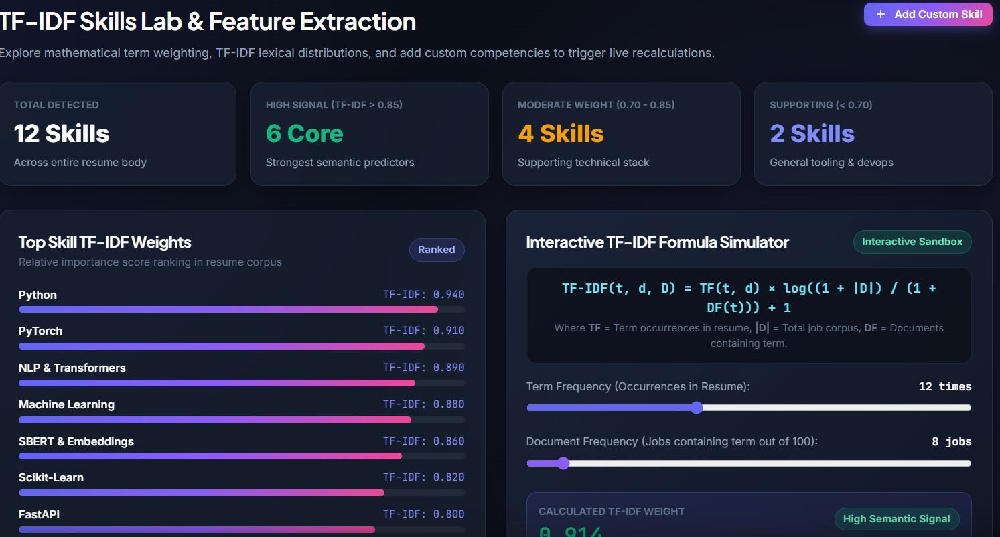 TF-IDF Skills Lab & Feature Extraction
+ Add Custom Skill
Explore mathematical term weighting, TF-IDF lexical distributions, and add custom competencies to trigger live recalculations.
TOTAL DETECTED
12 Skills
Across entire resume body
HIGH SIGNAL (TF-IDF > 0.85)
6 Core
Strongest semantic predictors
MODERATE WEIGHT (0.70 - 0.85)
4 Skills
Supporting technical stack
SUPPORTING (< 0.70)
2 Skills
General tooling & devops
Top Skill TF-IDF Weights
Relative importance score ranking in resume corpus
Ranked
Python TF-IDF: 0.940
PyTorch TF-IDF: 0.910
NLP & Transformers TF-IDF: 0.890
Machine Learning TF-IDF: 0.880
SBERT & Embeddings TF-IDF: 0.860
Scikit-Learn TF-IDF: 0.820
FastAPI TF-IDF: 0.800
Interactive TF-IDF Formula Simulator
Interactive Sandbox
TF-IDF(t, d, D) = TF(t, d) × log((1 + |D|) / (1 +
DF(t))) + 1
Where TF = Term occurrences in resume, |D| = Total job corpus, DF = Documents
containing term.
Term Frequency (Occurrences in Resume): 12 times
Document Frequency (Jobs containing term out of 100): 8 jobs
CALCULATED TF-IDF WEIGHT
High Semantic Signal
0.914